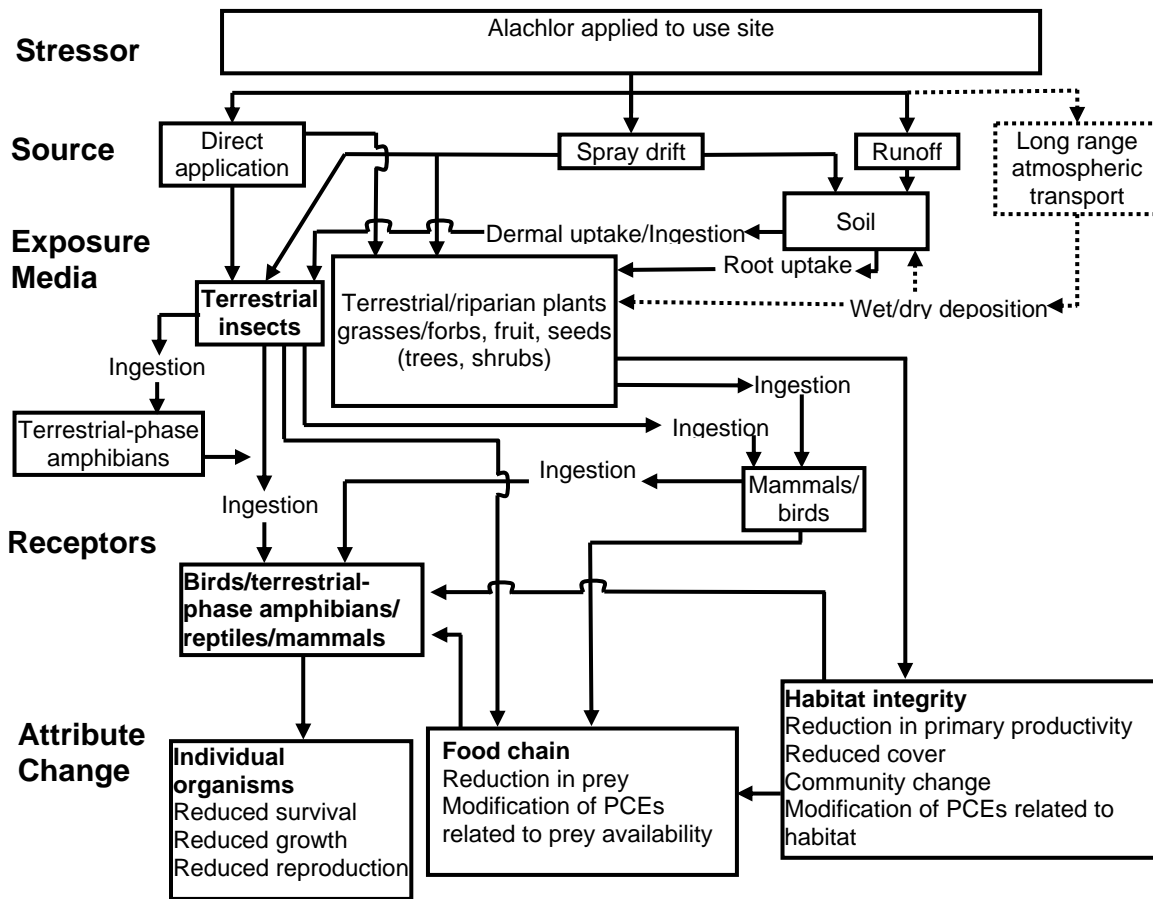 Stressor
Alachlor applied to use site
Source
Direct
application
Spray drift
Runoff
Long range
atmospheric
transport
Exposure
Media
Soil
Dermal uptake/Ingestion
Root uptake
Wet/dry deposition
Terrestrial
insects
Terrestrial/riparian plants
grasses/forbs, fruit, seeds
(trees, shrubs)
Ingestion
Ingestion
Terrestrial-phase
amphibians
Ingestion
Ingestion
Ingestion
Mammals/
birds
Receptors
Birds/terrestrial-
phase amphibians/
reptiles/mammals
Attribute
Change
Individual
organisms
Reduced survival
Reduced growth
Reduced reproduction
Food chain
Reduction in prey
Modification of PCEs
related to prey availability
Habitat integrity
Reduction in primary productivity
Reduced cover
Community change
Modification of PCEs related to
habitat